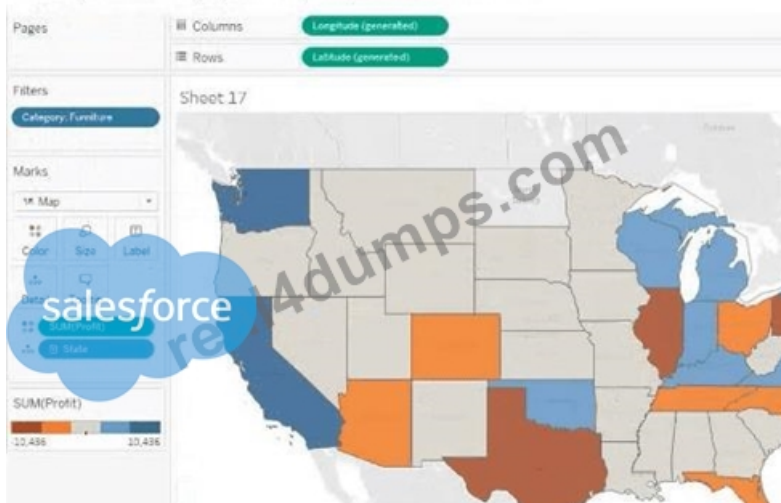 Pages
Columns
Longitude (generated)
Rows
Latitude (generated)
Filters
Category: Furniture
Sheet 17
Marks
Map
Color
Size
Label
salesforce
SUM(Profit)
State
SUM(Profit)
-10,436
10,436